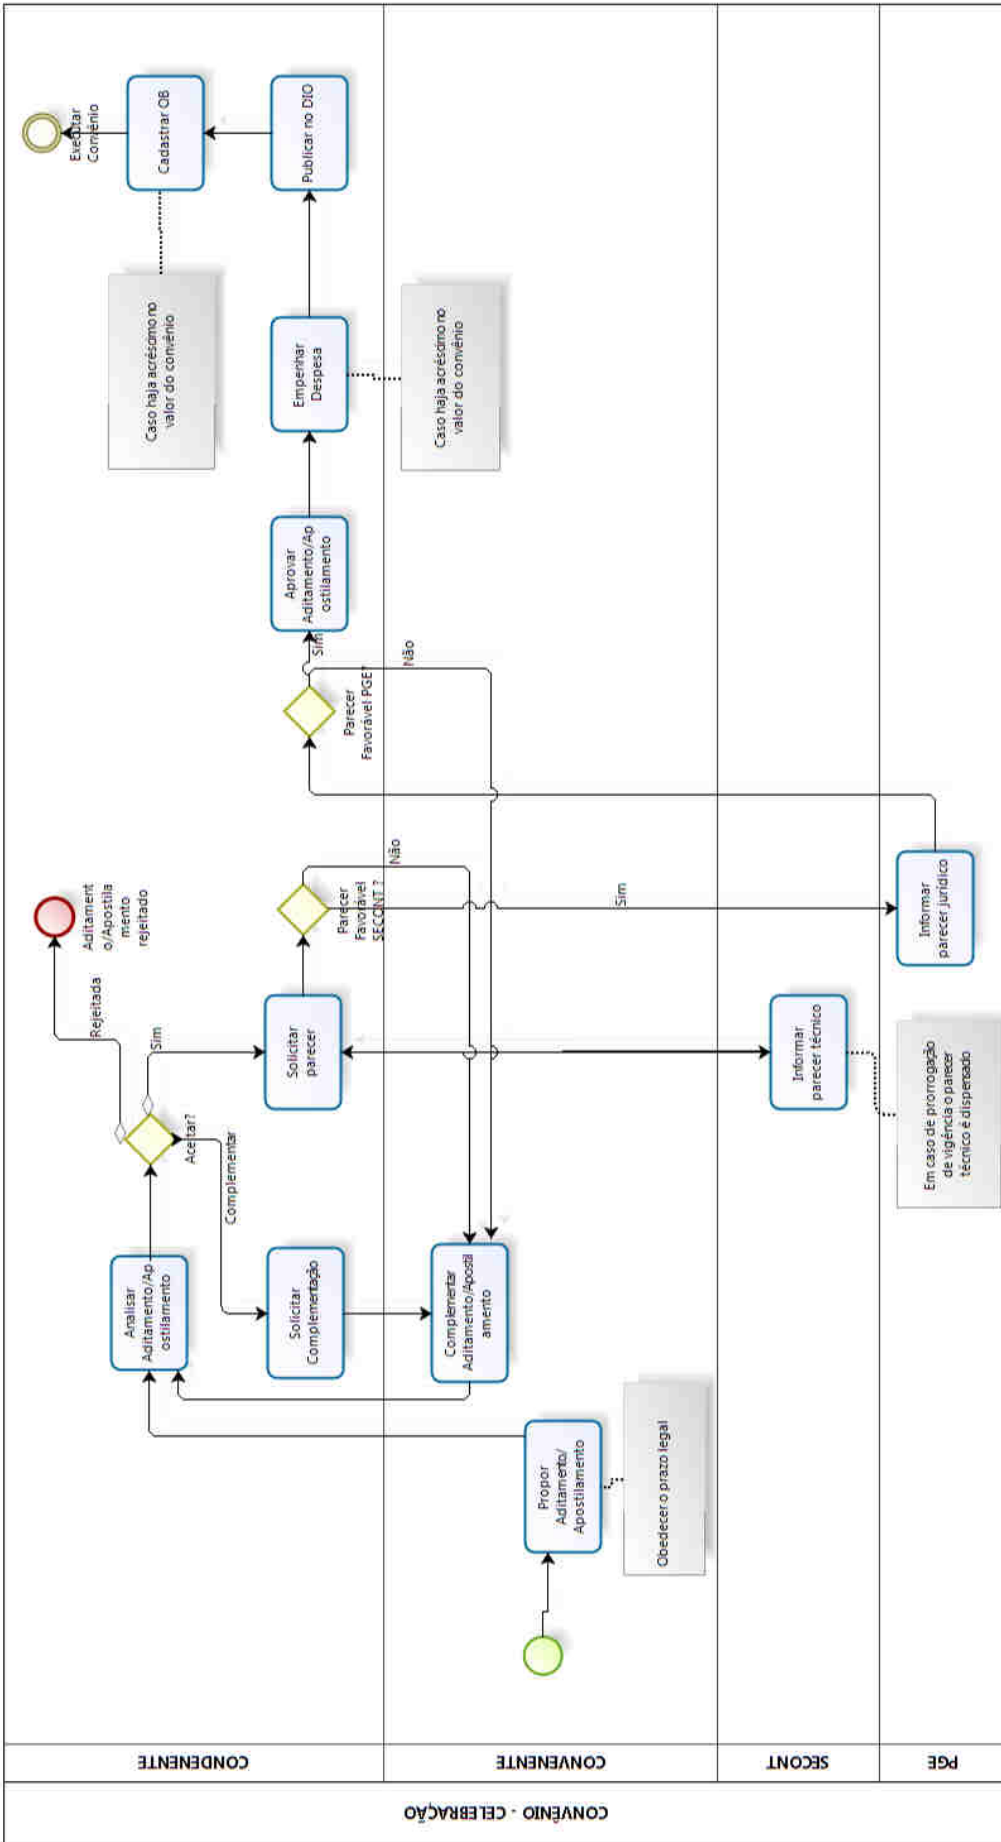 CONVÊNIO - CELEBRAÇÃO
CONDENENTE
CONVENENTE
SECONT
PGE
Propor
Aditamento/
Apostilamento
Obedecer o prazo legal
Analisar
Aditamento/Ap
ostilamento
Aceitar?
Rejeitada
Aditament
o/Apostila
mento
rejeitado
Sim
Complementar
Solicitar
Complementação
Complementar
Aditamento/Apostil
amento
Solicitar
parecer
Informar
parecer técnico
Em caso de prorrogação
de vigência o parecer
técnico é dispensado
Parecer
Favorável
SECONT ?
Não
Sim
Informar
parecer jurídico
Parecer
Favorável PGE?
Não
Sim
Aprovar
Aditamento/Ap
ostilamento
Empenhar
Despesa
Caso haja acréscimo no
valor do convênio
Publicar no DIO
Cadastrar OB
Caso haja acréscimo no
valor do convênio
Executar
Convênio